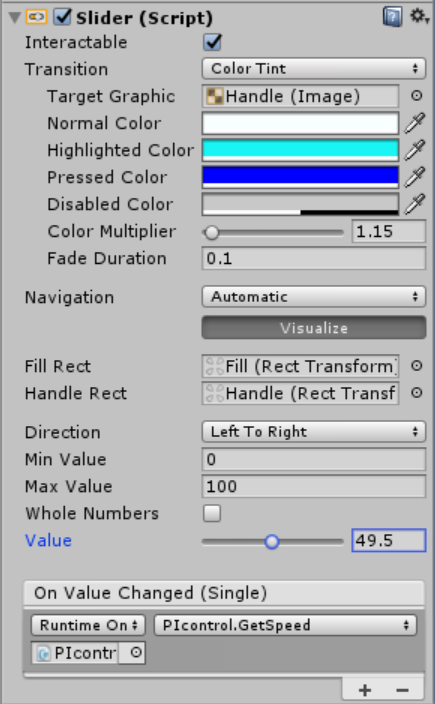 Slider (Script)
Interactable
Transition Color Tint
Target Graphic Handle (Image)
Normal Color
Highlighted Color
Pressed Color
Disabled Color
Color Multiplier 1.15
Fade Duration 0.1
Navigation Automatic
Visualize
Fill Rect Fill (Rect Transform)
Handle Rect Handle (Rect Transf
Direction Left To Right
Min Value 0
Max Value 100
Whole Numbers
Value 49.5
On Value Changed (Single)
Runtime On PIcontrol.GetSpeed
PIcontr
+ −